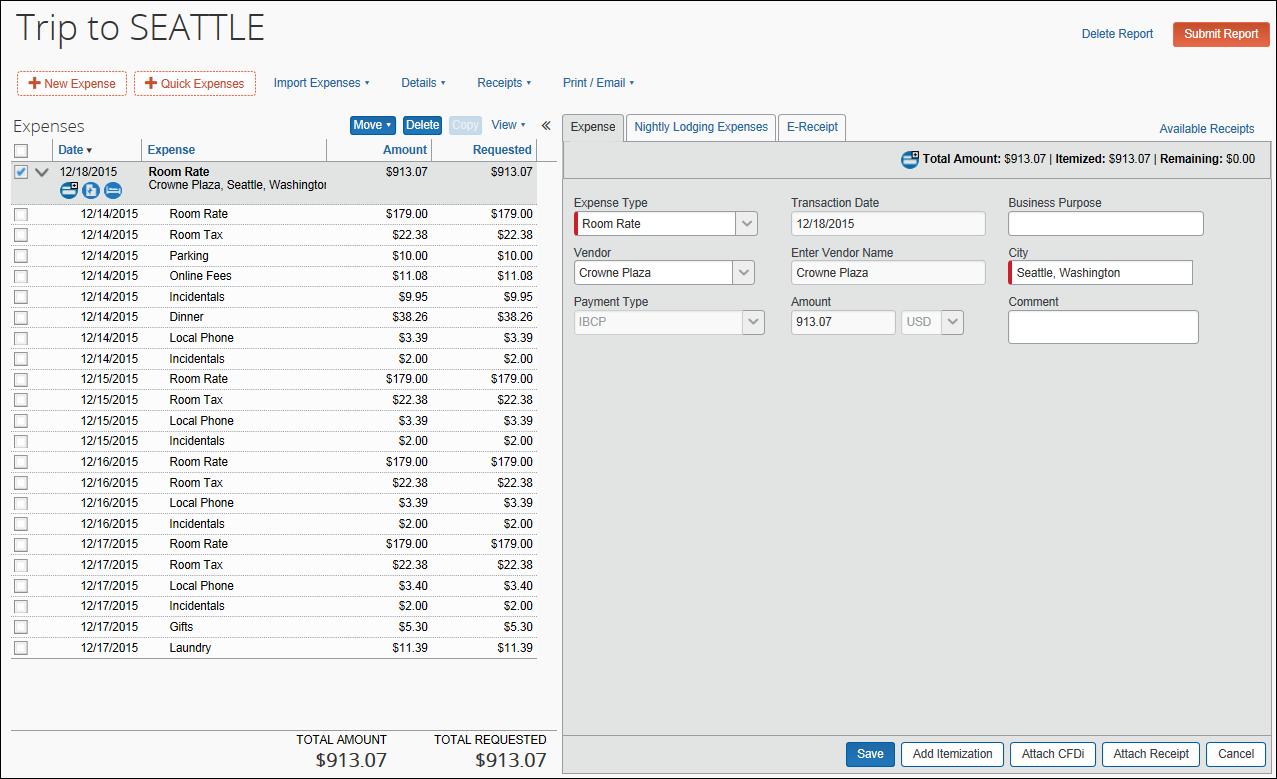 Trip to SEATTLE
Delete Report Submit Report
New Expense Quick Expenses Import Expenses Details Receipts Print / Email
Expenses Move Delete Copy View «
Date Expense Amount Requested
12/18/2015 Room Rate $913.07 $913.07
Crowne Plaza, Seattle, Washington
12/14/2015 Room Rate $179.00 $179.00
12/14/2015 Room Tax $22.38 $22.38
12/14/2015 Parking $10.00 $10.00
12/14/2015 Online Fees $11.08 $11.08
12/14/2015 Incidentals $9.95 $9.95
12/14/2015 Dinner $38.26 $38.26
12/14/2015 Local Phone $3.39 $3.39
12/14/2015 Incidentals $2.00 $2.00
12/15/2015 Room Rate $179.00 $179.00
12/15/2015 Room Tax $22.38 $22.38
12/15/2015 Local Phone $3.39 $3.39
12/15/2015 Incidentals $2.00 $2.00
12/16/2015 Room Rate $179.00 $179.00
12/16/2015 Room Tax $22.38 $22.38
12/16/2015 Local Phone $3.39 $3.39
12/16/2015 Incidentals $2.00 $2.00
12/17/2015 Room Rate $179.00 $179.00
12/17/2015 Room Tax $22.38 $22.38
12/17/2015 Local Phone $3.40 $3.40
12/17/2015 Incidentals $2.00 $2.00
12/17/2015 Gifts $5.30 $5.30
12/17/2015 Laundry $11.39 $11.39
TOTAL AMOUNT TOTAL REQUESTED
$913.07 $913.07
Expense Nightly Lodging Expenses E-Receipt Available Receipts
Total Amount: $913.07 | Itemized: $913.07 | Remaining: $0.00
Expense Type Transaction Date Business Purpose
Room Rate 12/18/2015
Vendor Enter Vendor Name City
Crowne Plaza Crowne Plaza Seattle, Washington
Payment Type Amount Comment
IBCP 913.07 USD
Save Add Itemization Attach CFDi Attach Receipt Cancel